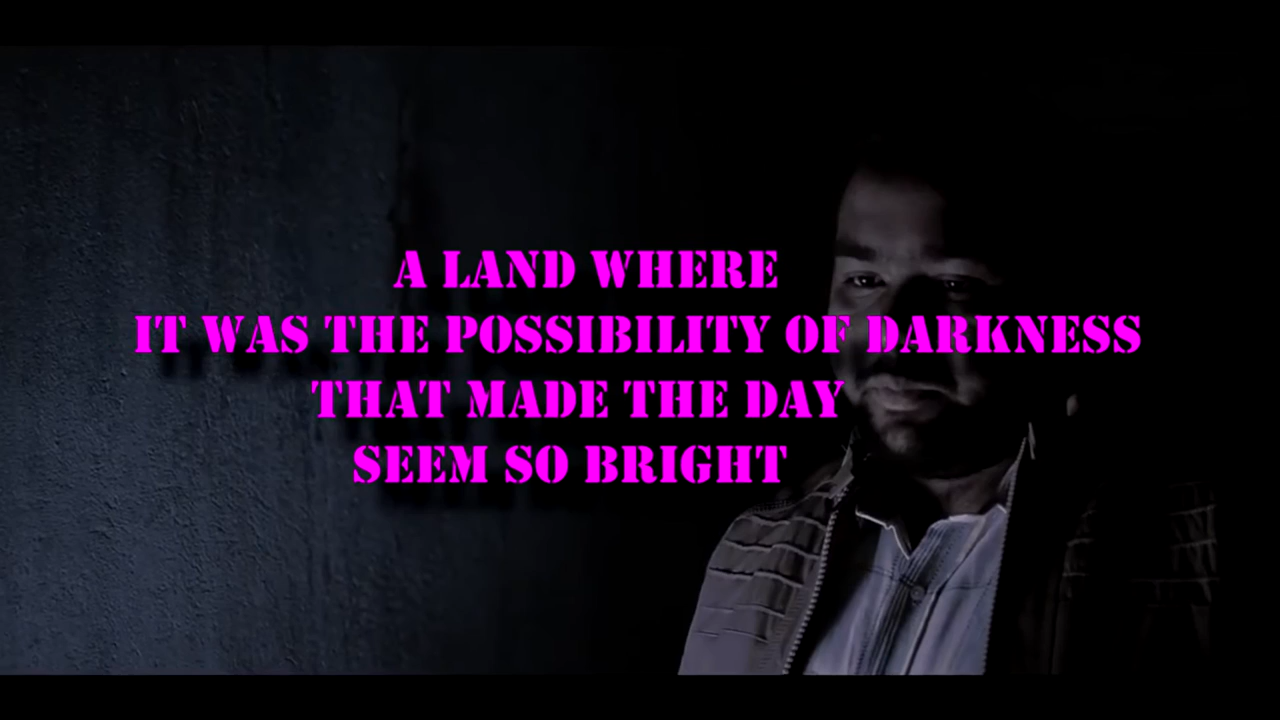 A LAND WHERE
IT WAS THE POSSIBILITY OF DARKNESS
THAT MADE THE DAY
SEEM SO BRIGHT